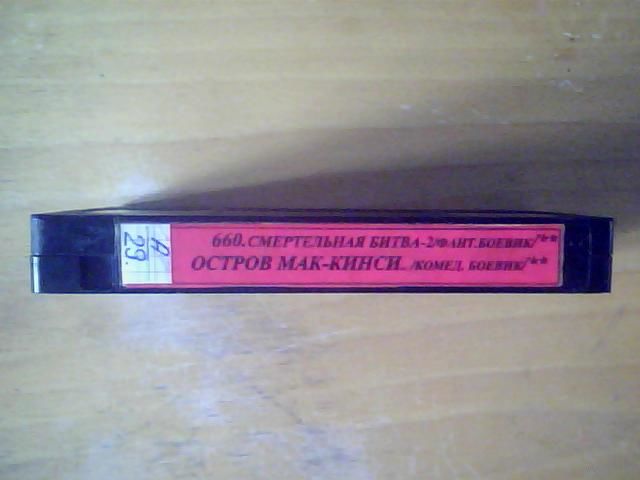 660. СМЕРТЕЛЬНАЯ БИТВА-2/ФАНТ.БОЕВИК/**
ОСТРОВ МАК-КИНСИ.. /КОМЕД. БОЕВИК/**
А
29.